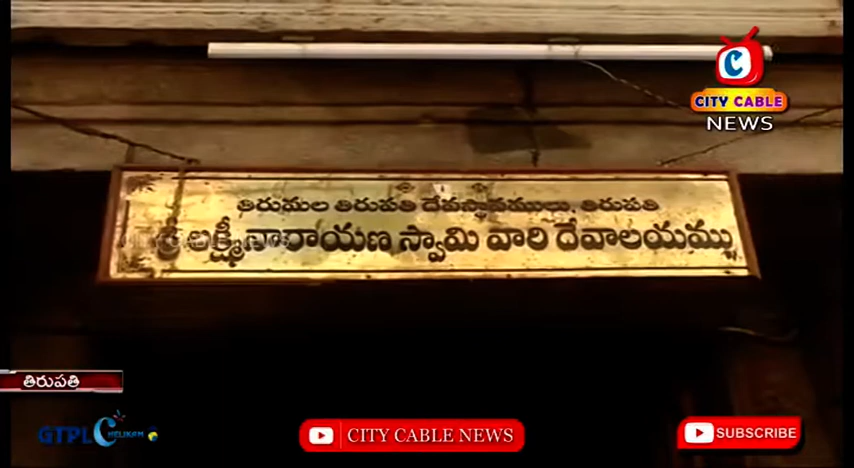 CITY CABLE
NEWS
తిరుమల తిరుపతి దేవస్థానములు, తిరుపతి
శ్రీ లక్ష్మీనారాయణ స్వామి వారి దేవాలయము
తిరుపతి
GTPL
CITY CABLE NEWS
SUBSCRIBE